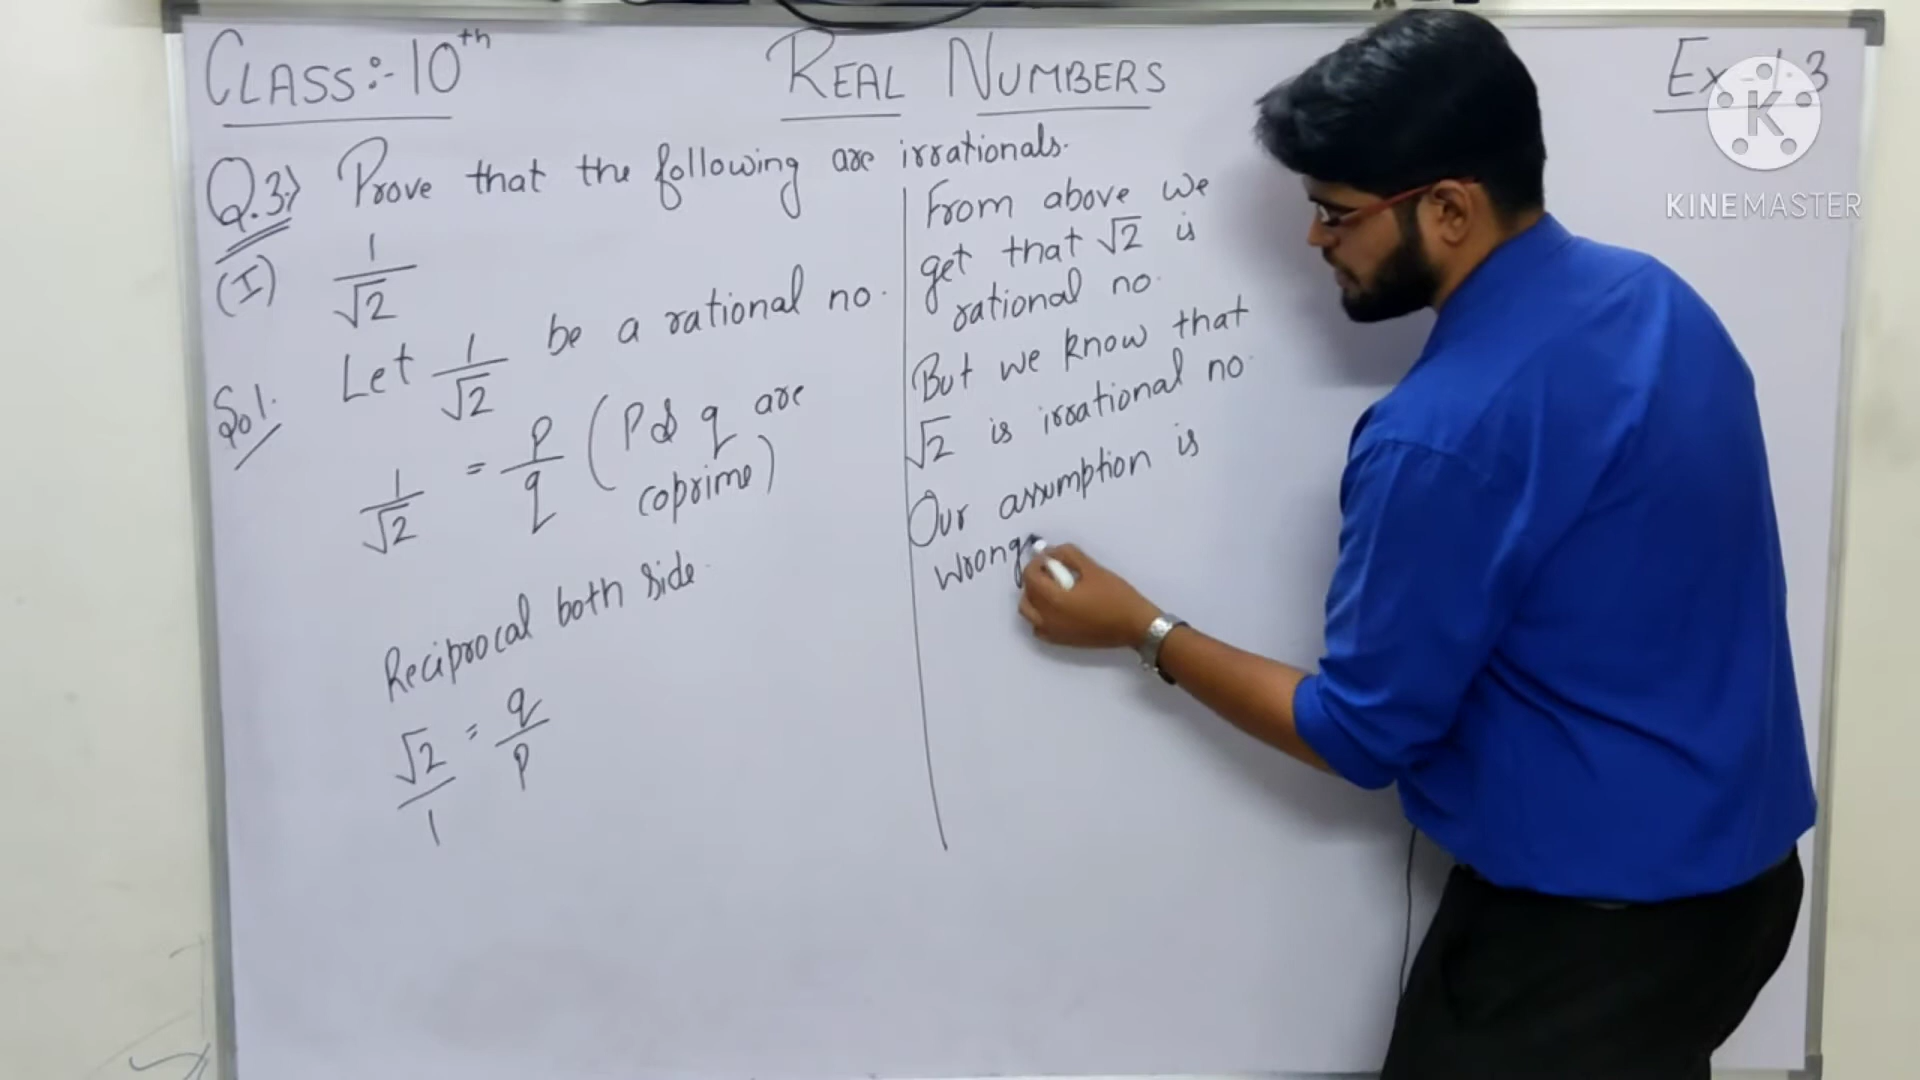 CLASS:- 10th
REAL NUMBERS
Ex - 1.3
K
KINEMASTER
Q.3:) Prove that the following are irrationals.
(I) 1/√2
Sol. Let 1/√2 be a rational no.
1/√2 = p/q (P & q are
coprime)
Reciprocal both side.
√2/1 = q/p
From above we
get that √2 is
rational no.
But we know that
√2 is irrational no.
Our assumption is
wrong